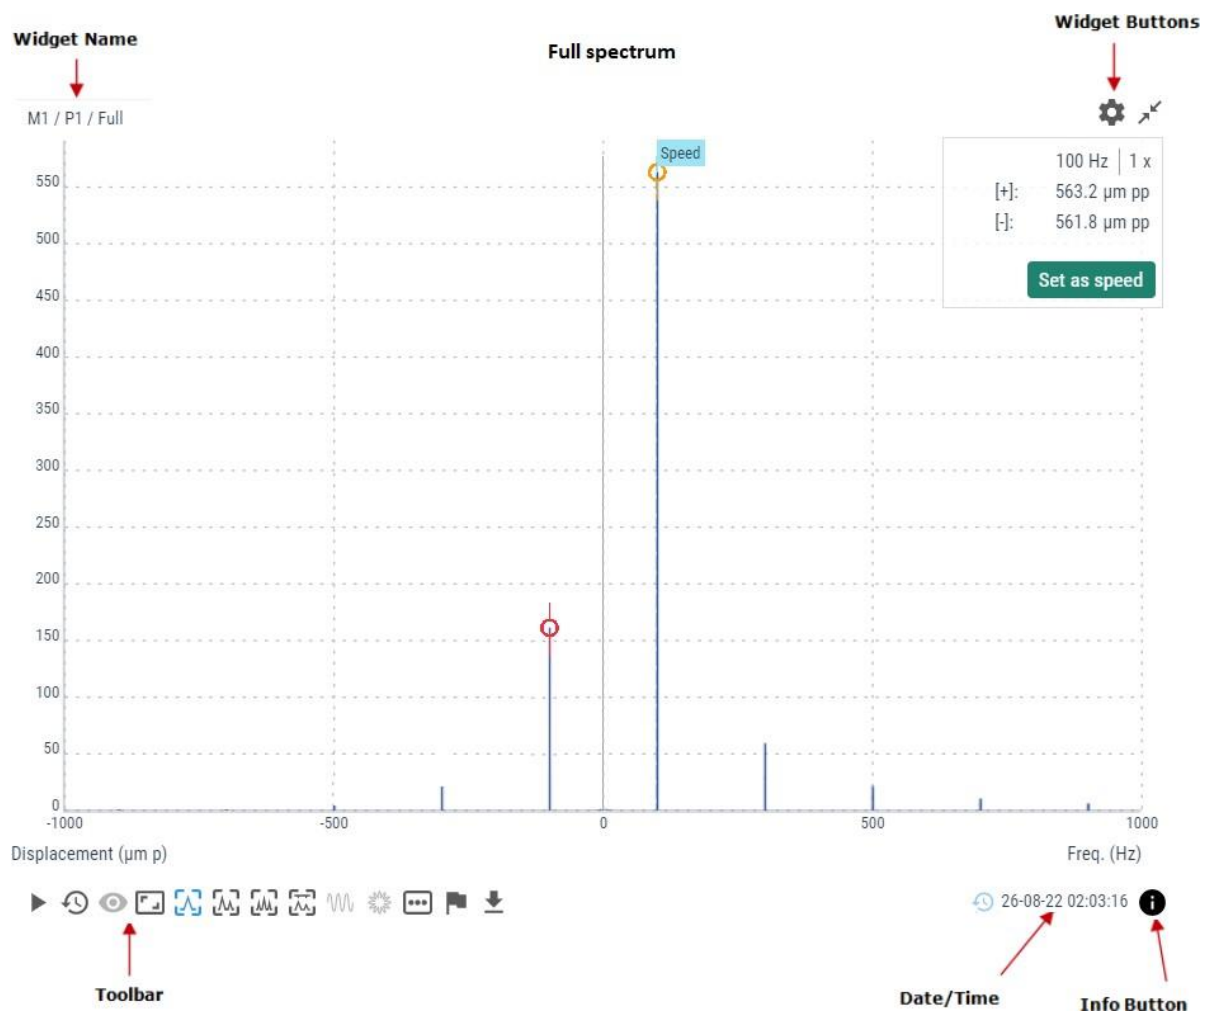 Widget Name
Widget Buttons
Full spectrum
M1 / P1 / Full
Speed
100 Hz | 1 x
[+]: 563.2 µm pp
[-]: 561.8 µm pp
Set as speed
550
500
450
400
350
300
250
200
150
100
50
0
-1000 -500 0 500 1000
Displacement (µm p) Freq. (Hz)
26-08-22 02:03:16
Toolbar
Date/Time
Info Button